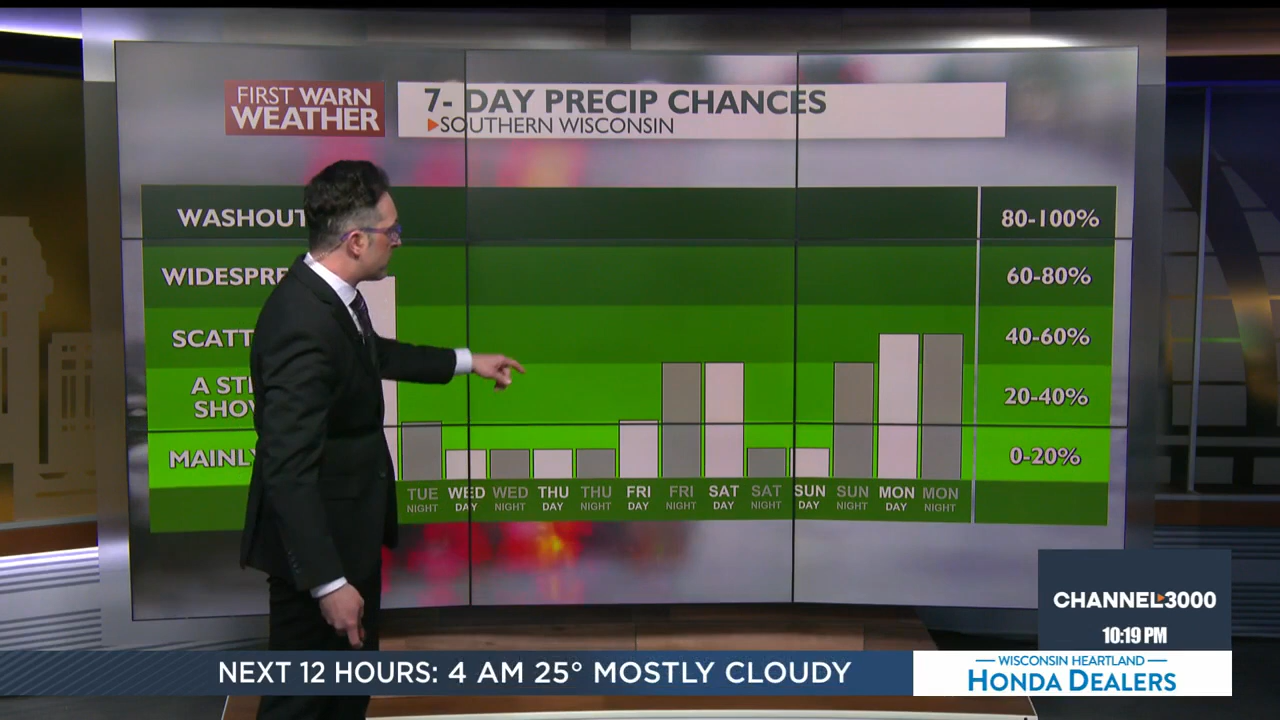 FIRST WARN
WEATHER
7- DAY PRECIP CHANCES
SOUTHERN WISCONSIN
WASHOUT
80-100%
60-80%
40-60%
20-40%
MAINLY
0-20%
TUE NIGHT
WED DAY
WED NIGHT
THU DAY
THU NIGHT
FRI DAY
FRI NIGHT
SAT DAY
SAT NIGHT
SUN DAY
SUN NIGHT
MON DAY
MON NIGHT
CHANNEL3000
10:19 PM
NEXT 12 HOURS: 4 AM 25° MOSTLY CLOUDY
WISCONSIN HEARTLAND
HONDA DEALERS